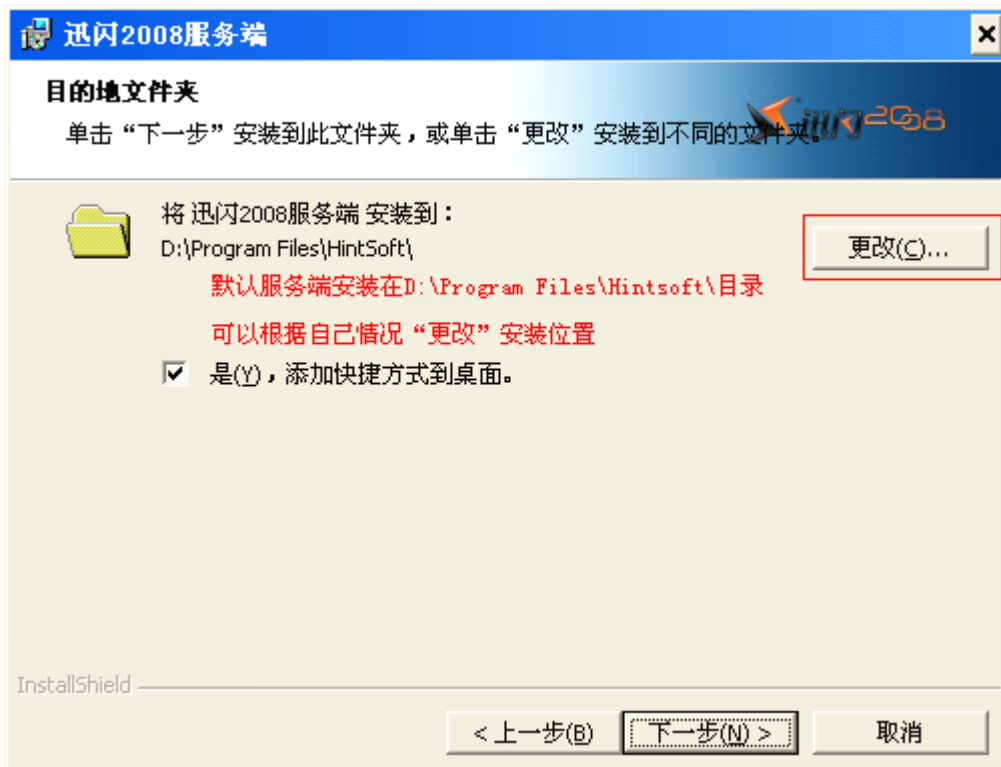 迅闪2008服务端
目的地文件夹
单击“下一步”安装到此文件夹，或单击“更改”安装到不同的文件夹。
2008
将 迅闪2008服务端 安装到：
D:\Program Files\HintSoft\
更改(C)...
默认服务端安装在D:\Program Files\Hintsoft\目录
可以根据自己情况“更改”安装位置
是(Y)，添加快捷方式到桌面。
InstallShield
< 上一步(B)
下一步(N) >
取消